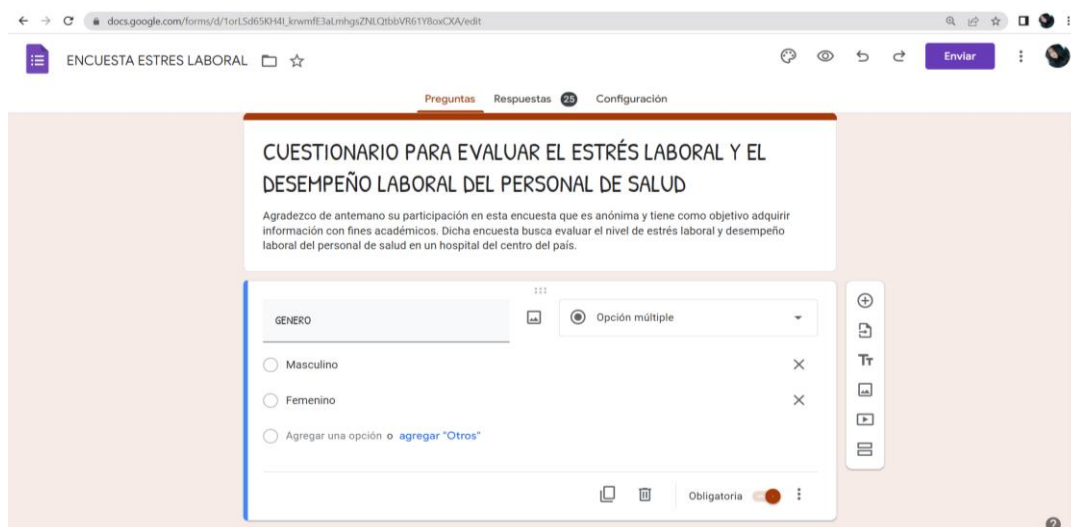 docs.google.com/forms/d/1orLSd65KH4I_krwmfE3aLmhgsZNLQtbbVR61Y8oxCXA/edit
ENCUESTA ESTRES LABORAL
Enviar
Preguntas Respuestas 25 Configuración
CUESTIONARIO PARA EVALUAR EL ESTRÉS LABORAL Y EL
DESEMPEÑO LABORAL DEL PERSONAL DE SALUD
Agradezco de antemano su participación en esta encuesta que es anónima y tiene como objetivo adquirir
información con fines académicos. Dicha encuesta busca evaluar el nivel de estrés laboral y desempeño
laboral del personal de salud en un hospital del centro del país.
GENERO
Opción múltiple
Masculino
Femenino
Agregar una opción o agregar "Otros"
Obligatoria
Tт